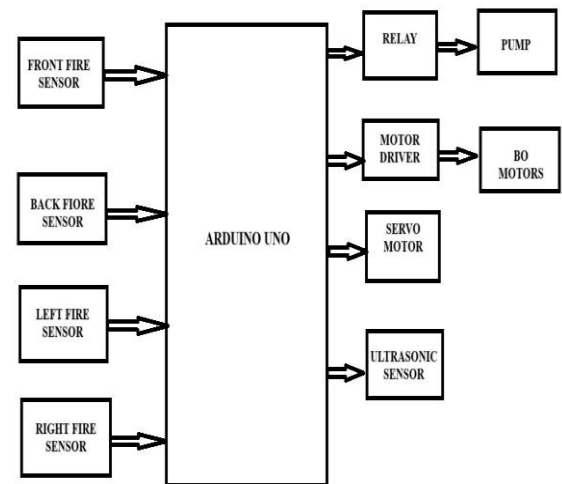 FRONT FIRE
SENSOR
BACK FIORE
SENSOR
LEFT FIRE
SENSOR
RIGHT FIRE
SENSOR
ARDUINO UNO
RELAY
PUMP
MOTOR
DRIVER
BO
MOTORS
SERVO
MOTOR
ULTRASONIC
SENSOR